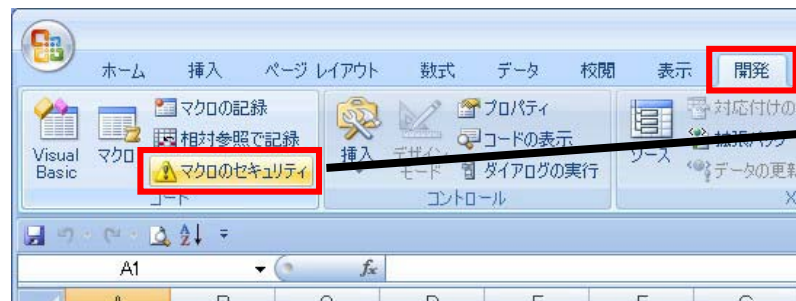 ホーム 挿入 ページ レイアウト 数式 データ 校閲 表示 開発
Visual Basic
マクロ
マクロの記録
相対参照で記録
マクロのセキュリティ
コード
挿入
デザイン モード
プロパティ
コードの表示
ダイアログの実行
コントロール
ソース
対応付けの
拡張パック
データの更新
X
A1
fx